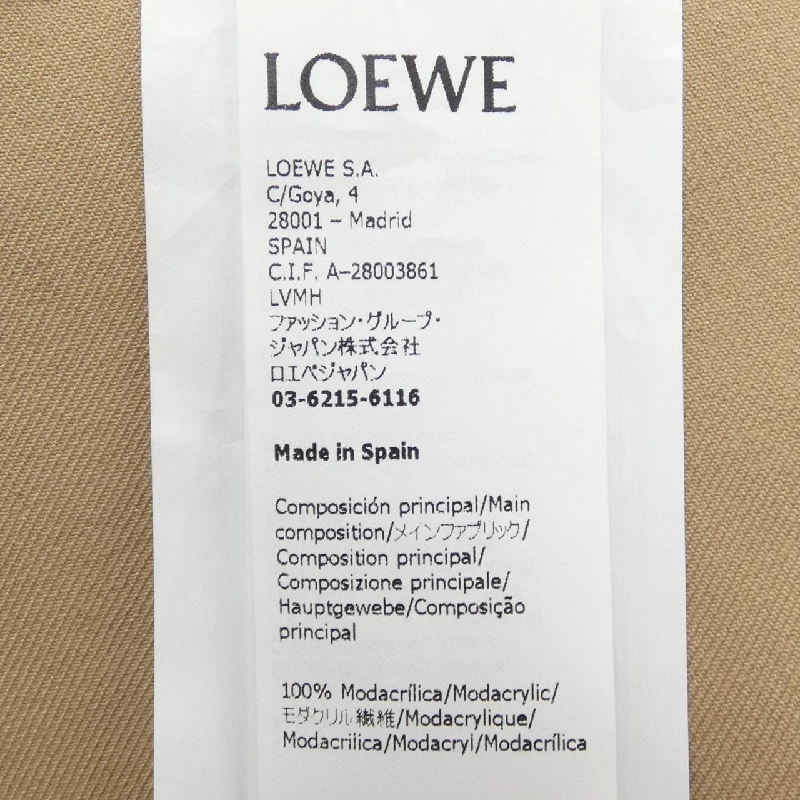 LOEWE
LOEWE S.A.
C/Goya, 4
28001 – Madrid
SPAIN
C.I.F. A–28003861
LVMH
ファッション・グループ・
ジャパン株式会社
ロエベジャパン
03-6215-6116
Made in Spain
Composición principal/Main
composition/メインファブリック/
Composition principal/
Composizione principale/
Hauptgewebe/Composição
principal
100% Modacrílica/Modacrylic/
モダクリル繊維/Modacrylique/
Modacrilica/Modacryl/Modacrílica